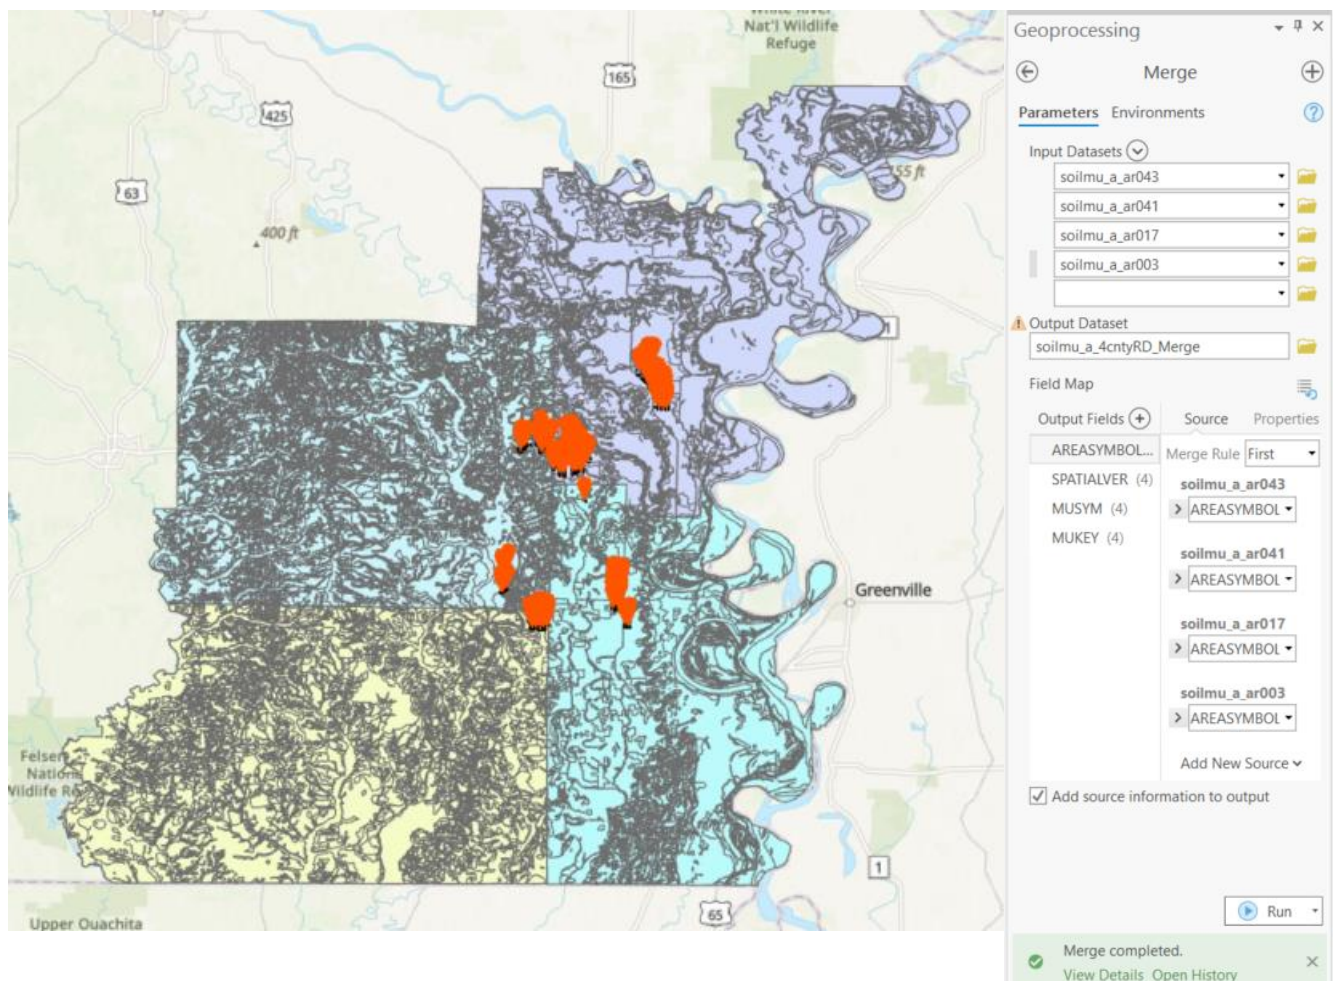 White River
Nat'l Wildlife
Refuge
165
425
63
400 ft
155 ft
1
Greenville
Felsen
Nation
Wildlife Re
1
65
Upper Ouachita
Geoprocessing
Merge
Parameters Environments
Input Datasets
soilmu_a_ar043
soilmu_a_ar041
soilmu_a_ar017
soilmu_a_ar003
Output Dataset
soilmu_a_4cntyRD_Merge
Field Map
Output Fields Source Properties
AREASYMBOL... Merge Rule First
SPATIALVER (4) soilmu_a_ar043
MUSYM (4) AREASYMBOL
MUKEY (4)
soilmu_a_ar041
AREASYMBOL
soilmu_a_ar017
AREASYMBOL
soilmu_a_ar003
AREASYMBOL
Add New Source
Add source information to output
Run
Merge completed.
View Details Open History